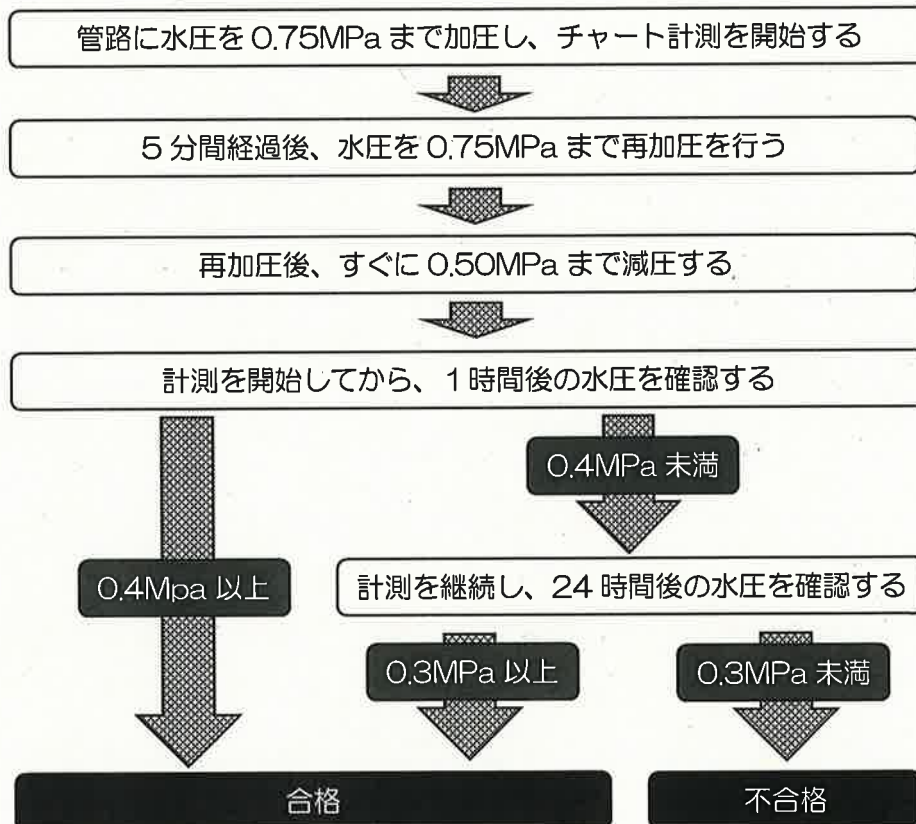 管路に水圧を0.75MPaまで加圧し、チャート計測を開始する
5分間経過後、水圧を0.75MPaまで再加圧を行う
再加圧後、すぐに0.50MPaまで減圧する
計測を開始してから、1時間後の水圧を確認する
0.4MPa未満
0.4Mpa以上
計測を継続し、24時間後の水圧を確認する
0.3MPa以上
0.3MPa未満
合格
不合格